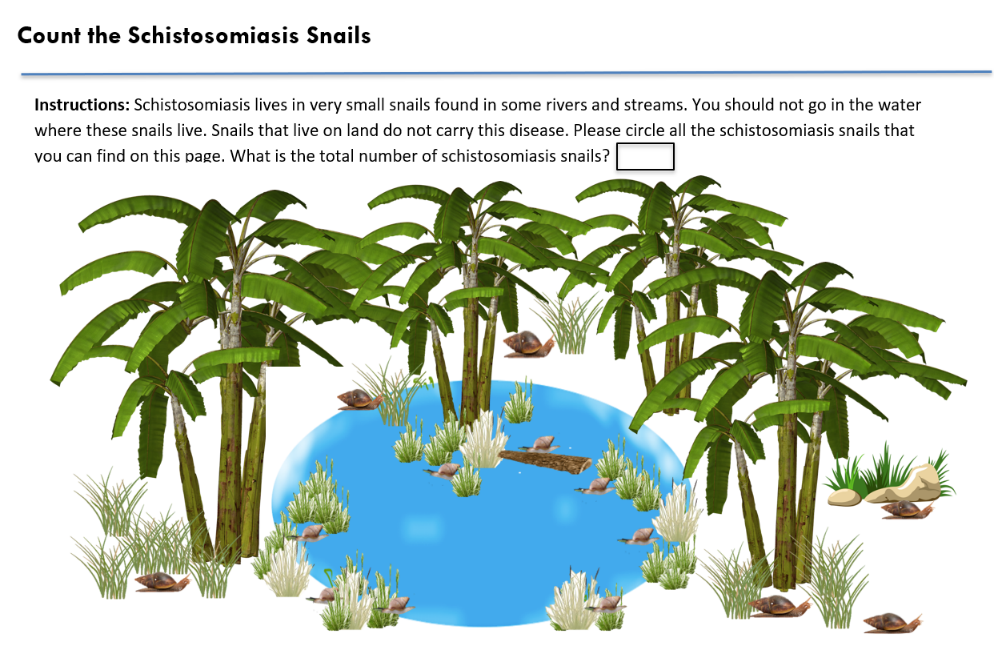 Count the Schistosomiasis Snails
Instructions: Schistosomiasis lives in very small snails found in some rivers and streams. You should not go in the water
where these snails live. Snails that live on land do not carry this disease. Please circle all the schistosomiasis snails that
you can find on this page. What is the total number of schistosomiasis snails?